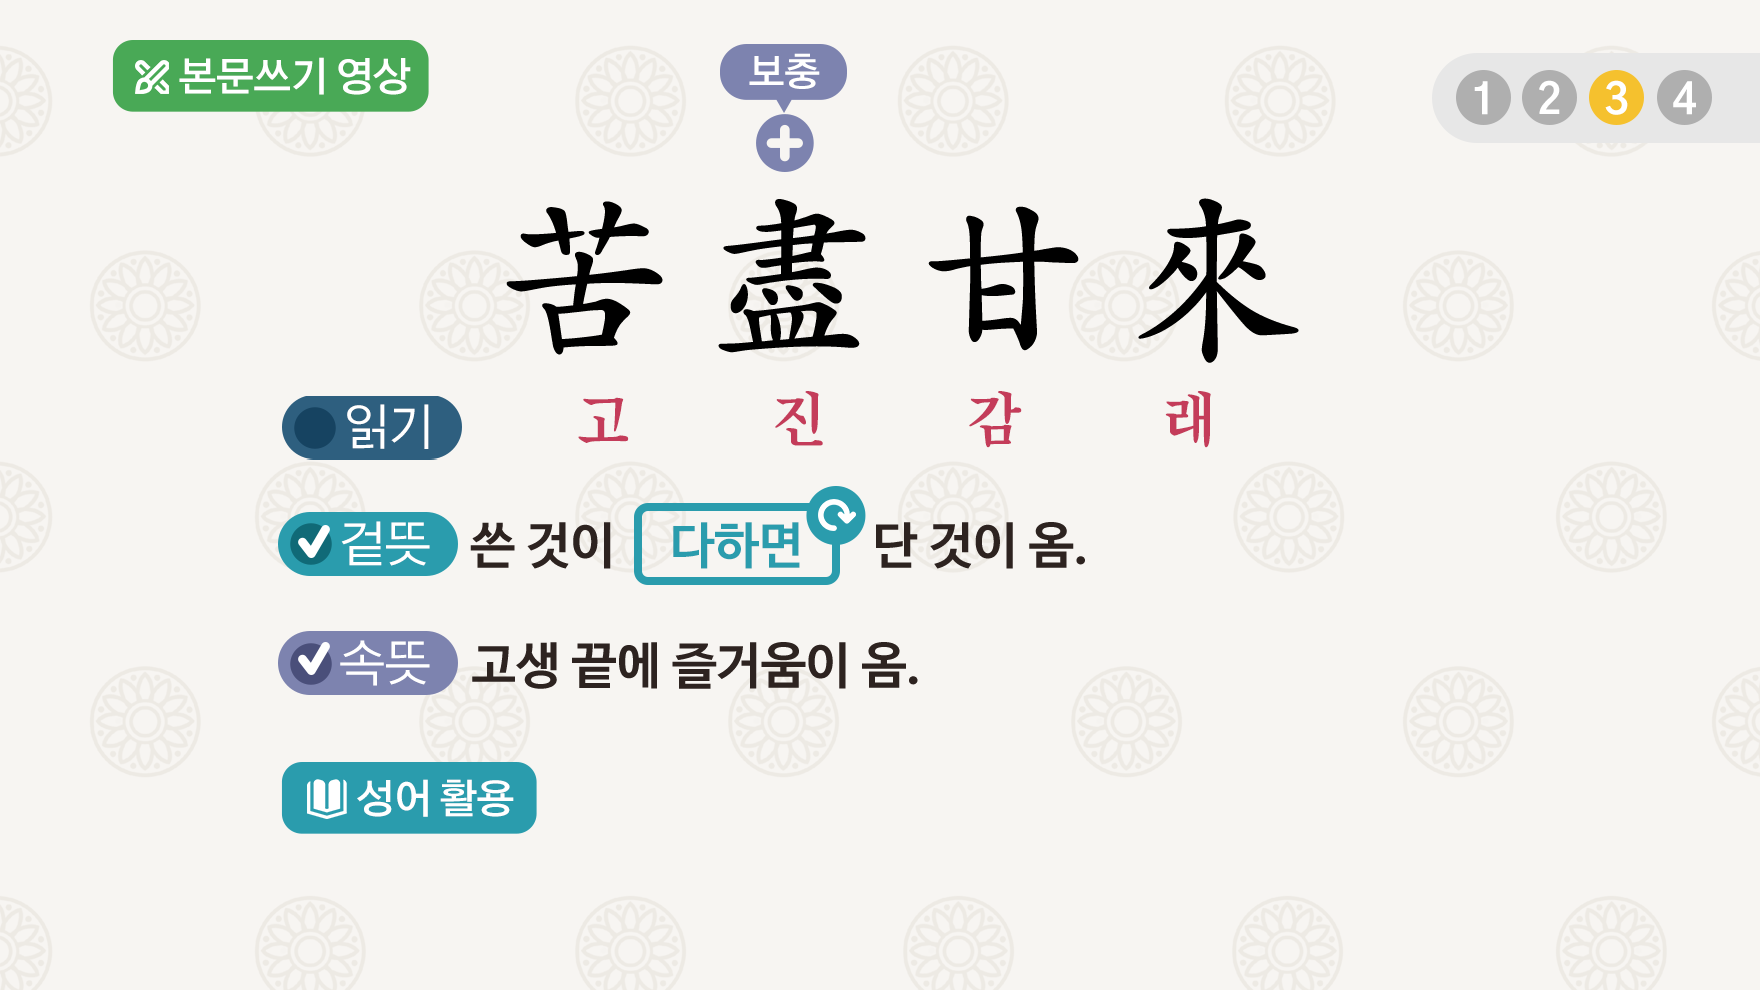 본문쓰기 영상
보충
1 2 3 4
苦盡甘來
읽기 고 진 감 래
겉뜻 쓴 것이 다하면 단 것이 옴.
속뜻 고생 끝에 즐거움이 옴.
성어 활용